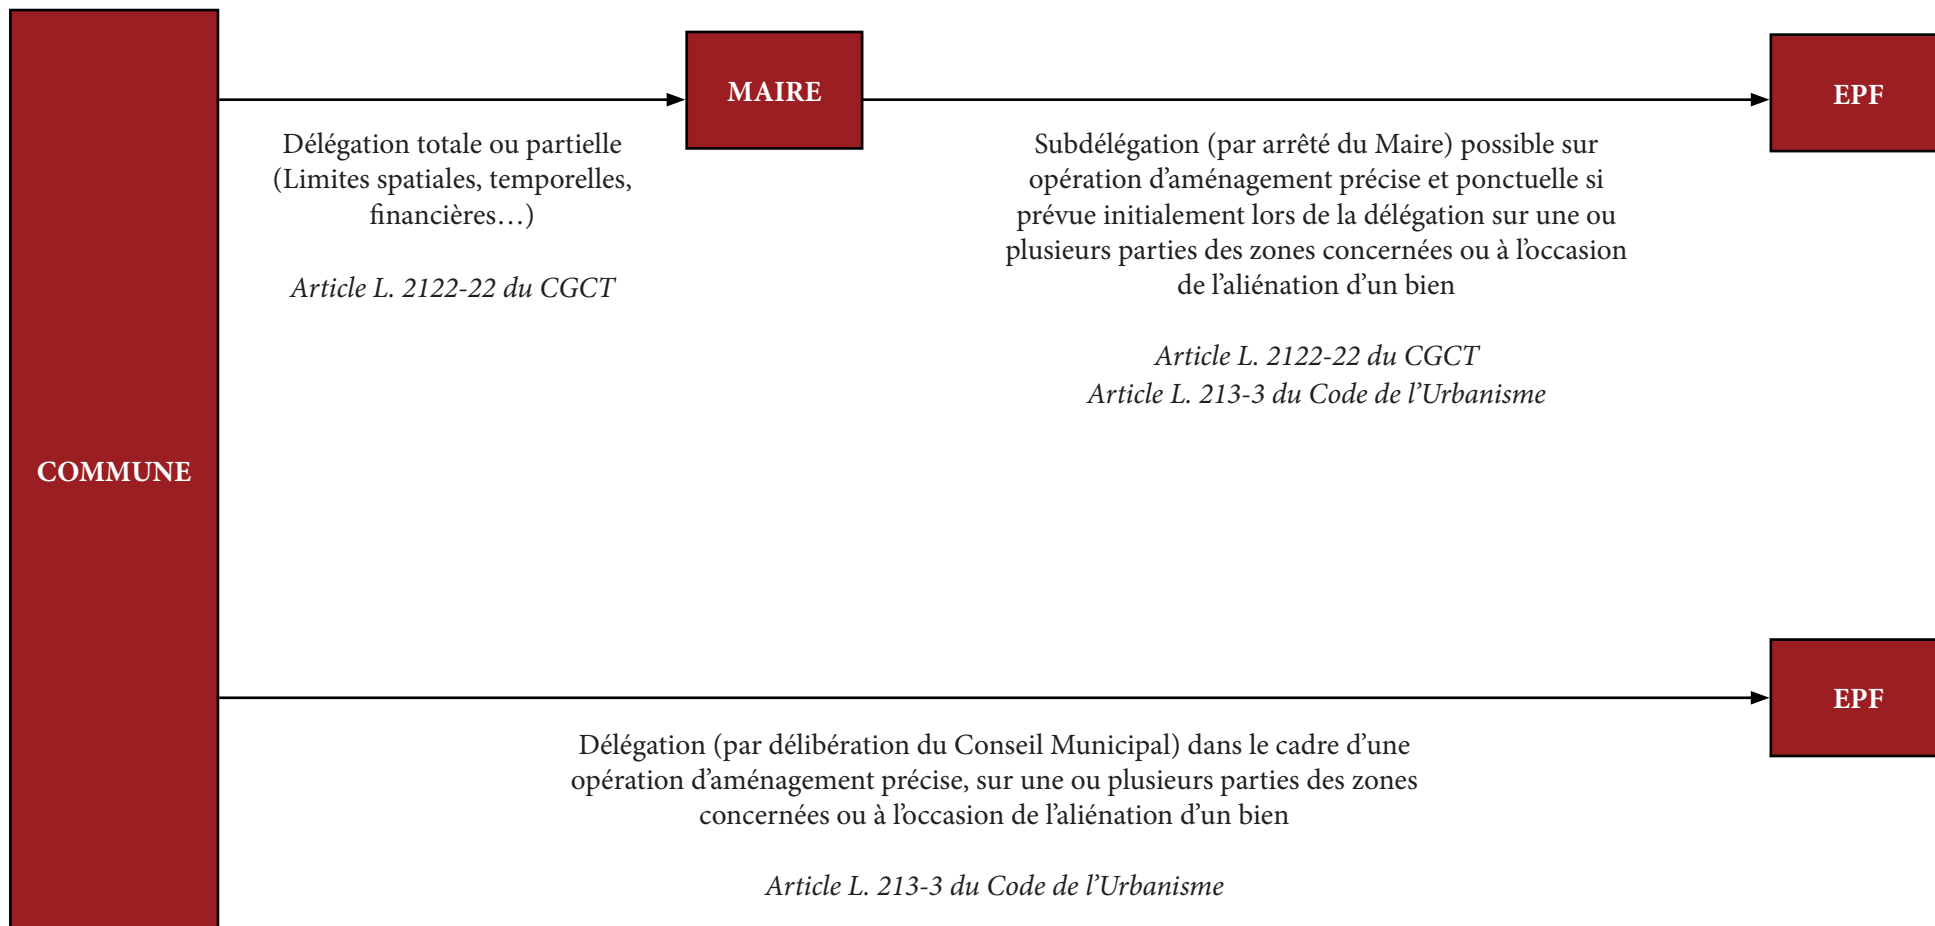 COMMUNE
MAIRE
EPF
Délégation totale ou partielle
(Limites spatiales, temporelles,
financières…)
Article L. 2122-22 du CGCT
Subdélégation (par arrêté du Maire) possible sur
opération d’aménagement précise et ponctuelle si
prévue initialement lors de la délégation sur une ou
plusieurs parties des zones concernées ou à l’occasion
de l’aliénation d’un bien
Article L. 2122-22 du CGCT
Article L. 213-3 du Code de l’Urbanisme
EPF
Délégation (par délibération du Conseil Municipal) dans le cadre d’une
opération d’aménagement précise, sur une ou plusieurs parties des zones
concernées ou à l’occasion de l’aliénation d’un bien
Article L. 213-3 du Code de l’Urbanisme